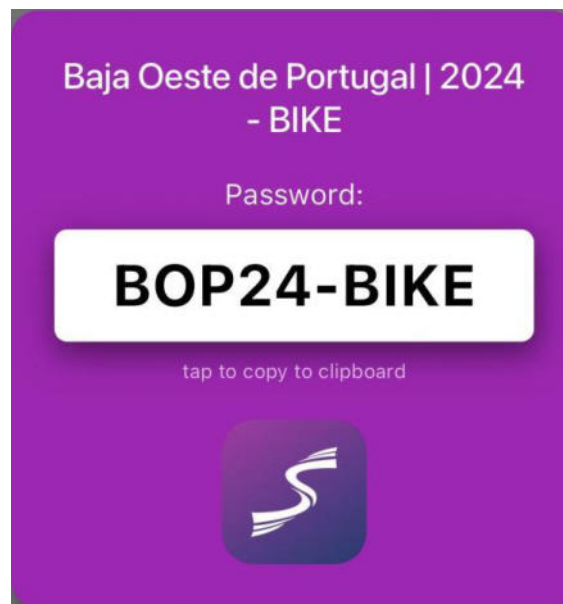 Baja Oeste de Portugal | 2024
- BIKE
Password:
BOP24-BIKE
tap to copy to clipboard